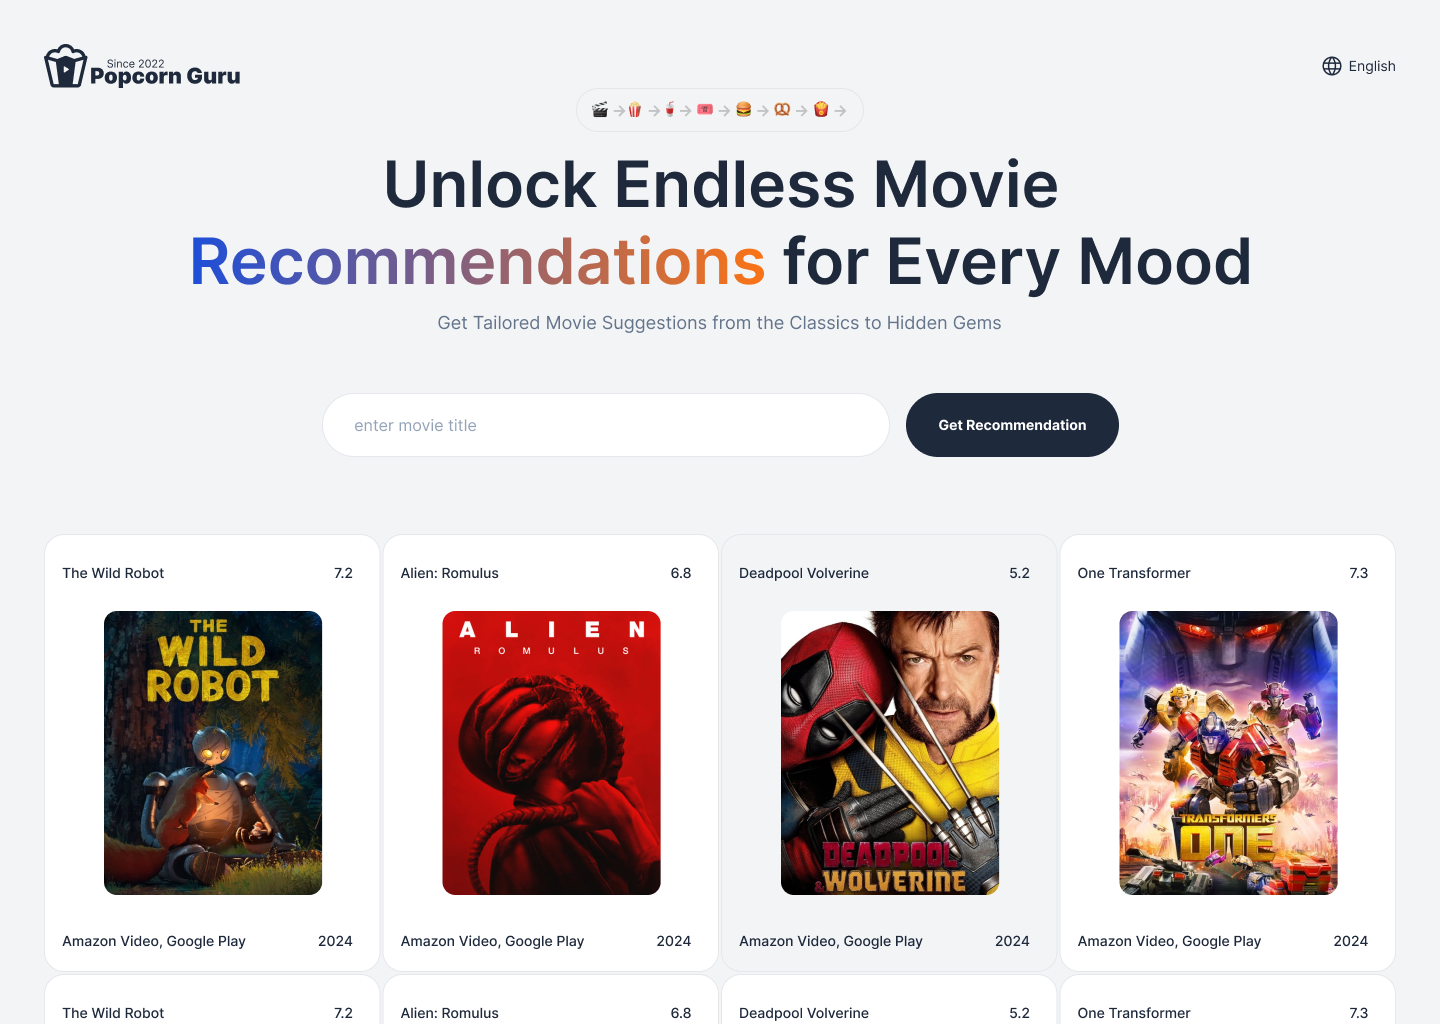 Since 2022
Popcorn Guru
English
Unlock Endless Movie
Recommendations for Every Mood
Get Tailored Movie Suggestions from the Classics to Hidden Gems
enter movie title
Get Recommendation
The Wild Robot 7.2
THE
WILD
ROBOT
Amazon Video, Google Play 2024
Alien: Romulus 6.8
ALIEN
ROMULUS
Amazon Video, Google Play 2024
Deadpool Volverine 5.2
DEADPOOL
& WOLVERINE
Amazon Video, Google Play 2024
One Transformer 7.3
TRANSFORMERS
ONE
Amazon Video, Google Play 2024
The Wild Robot 7.2
Alien: Romulus 6.8
Deadpool Volverine 5.2
One Transformer 7.3